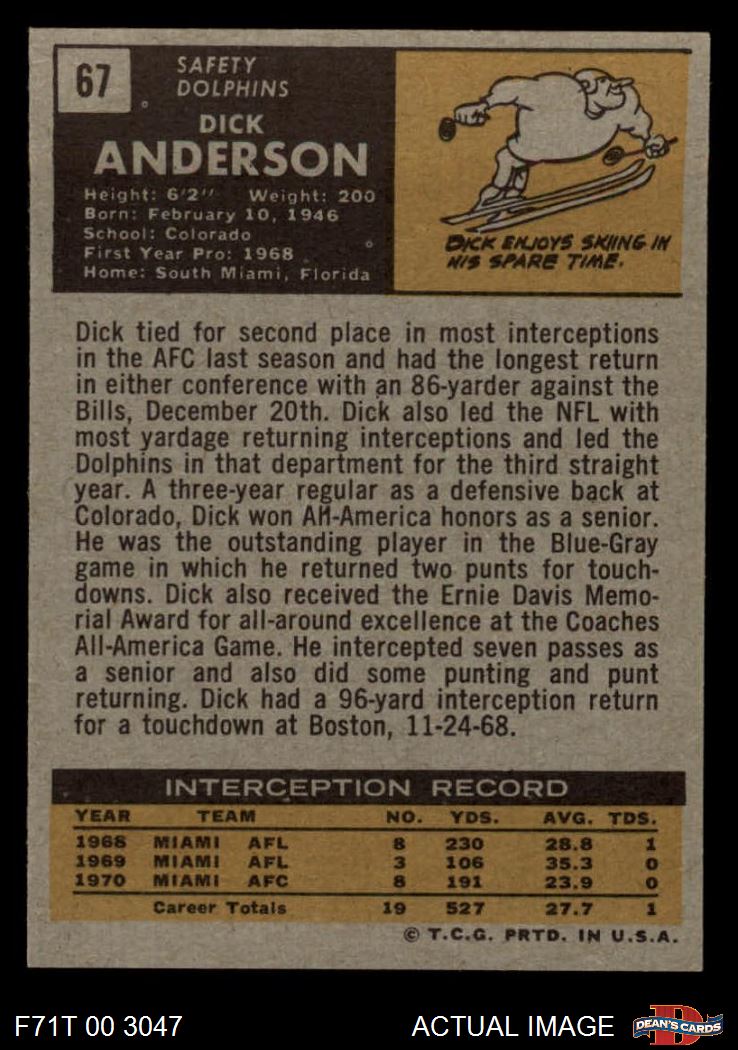 67
SAFETY
DOLPHINS
DICK
ANDERSON
Height: 6'2" Weight: 200
Born: February 10, 1946
School: Colorado
First Year Pro: 1968
Home: South Miami, Florida
DICK ENJOYS SKIING IN
HIS SPARE TIME.
Dick tied for second place in most interceptions
in the AFC last season and had the longest return
in either conference with an 86-yarder against the
Bills, December 20th. Dick also led the NFL with
most yardage returning interceptions and led the
Dolphins in that department for the third straight
year. A three-year regular as a defensive back at
Colorado, Dick won All-America honors as a senior.
He was the outstanding player in the Blue-Gray
game in which he returned two punts for touch-
downs. Dick also received the Ernie Davis Memo-
rial Award for all-around excellence at the Coaches
All-America Game. He intercepted seven passes as
a senior and also did some punting and punt
returning. Dick had a 96-yard interception return
for a touchdown at Boston, 11-24-68.
INTERCEPTION RECORD
YEAR TEAM NO. YDS. AVG. TDS.
1968 MIAMI AFL 8 230 28.8 1
1969 MIAMI AFL 3 106 35.3 0
1970 MIAMI AFC 8 191 23.9 0
Career Totals 19 527 27.7 1
© T.C.G. PRTD. IN U.S.A.
F71T 00 3047 ACTUAL IMAGE DEAN'S CARDS